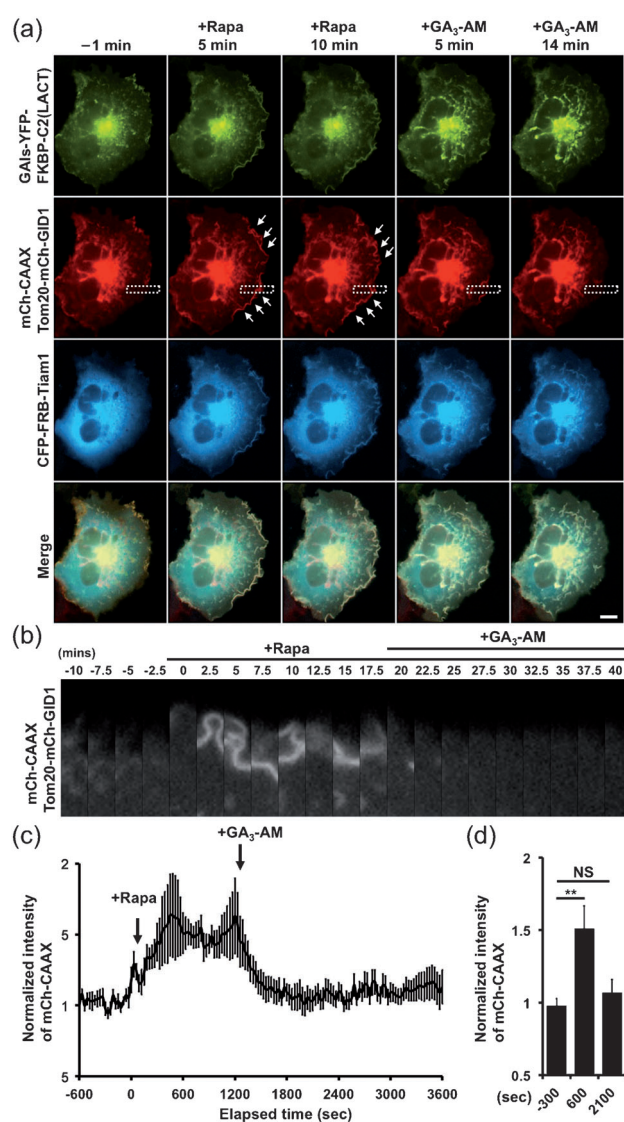 (a)
−1 min
+Rapa
5 min
+Rapa
10 min
+GA3-AM
5 min
+GA3-AM
14 min
GAIs-YFP-
FKBP-C2(LACT)
mCh-CAAX
Tom20-mCh-GID1
CFP-FRB-Tiam1
Merge
(b)
+Rapa
+GA3-AM
(mins)
-10 -7.5 -5 -2.5 0 2.5 5 7.5 10 12.5 15 17.5 20 22.5 25 27.5 30 32.5 35 37.5 40
mCh-CAAX
Tom20-mCh-GID1
(c)
+GA3-AM
+Rapa
2
5
1
5
Normalized intensity
of mCh-CAAX
-600 0 600 1200 1800 2400 3000 3600
Elapsed time (sec)
(d)
NS
**
2
1.5
1
0.5
Normalized intensity
of mCh-CAAX
(sec)
-300 600 2100